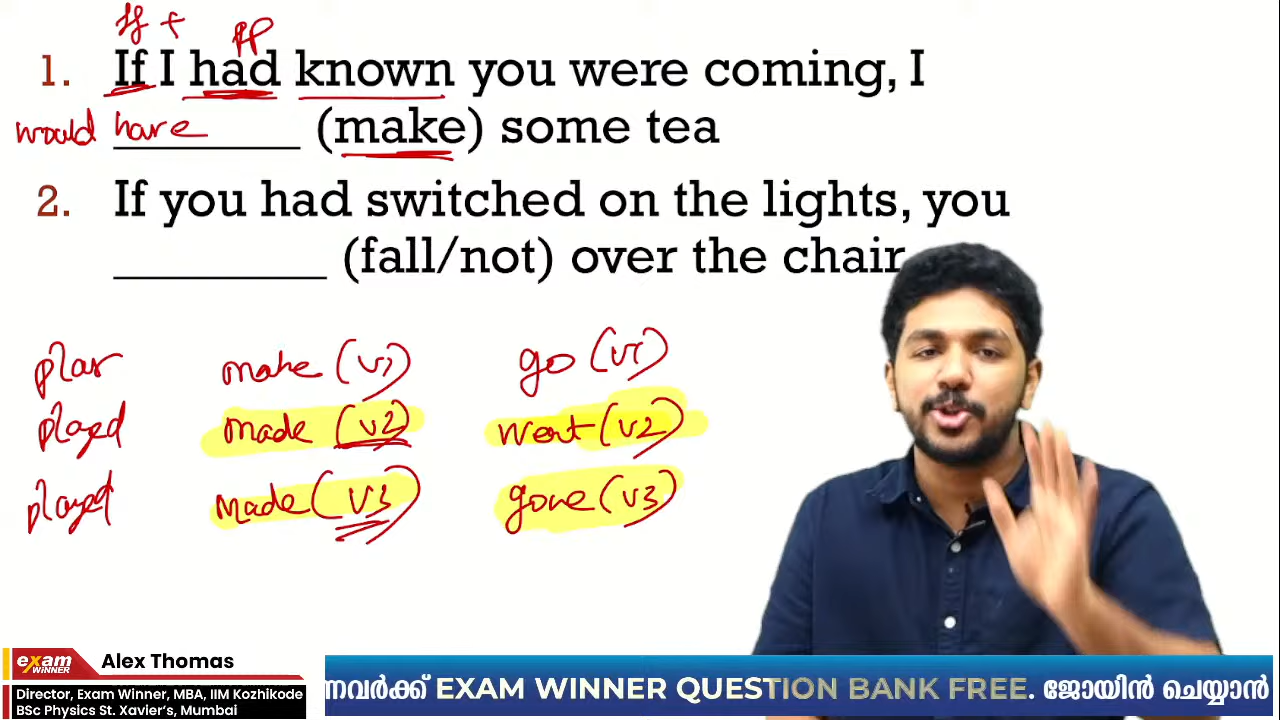 If + pp
1. If I had known you were coming, I
would have ________ (make) some tea
2. If you had switched on the lights, you
_________ (fall/not) over the chair
play make (V1) go (V1)
played made (V2) went (V2)
played made (V3) gone (V3)
exam WiNNER Alex Thomas
Director, Exam Winner, MBA, IIM Kozhikode
BSc Physics St. Xavier's, Mumbai
നവർക്ക് EXAM WINNER QUESTION BANK FREE. ജോയിൻ ചെയ്യാൻ